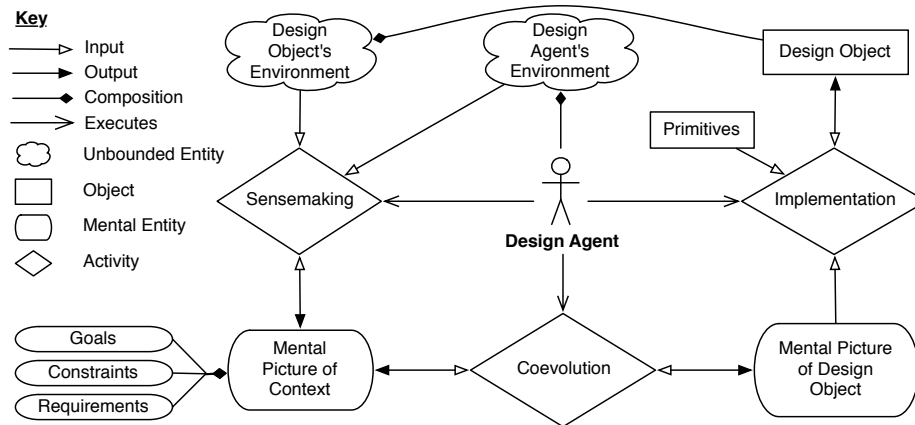 Key
Input
Output
Composition
Executes
Unbounded Entity
Object
Mental Entity
Activity
Design
Object's
Environment
Design
Agent's
Environment
Design Object
Primitives
Sensemaking
Implementation
Design Agent
Goals
Constraints
Requirements
Mental
Picture of
Context
Coevolution
Mental Picture
of Design
Object